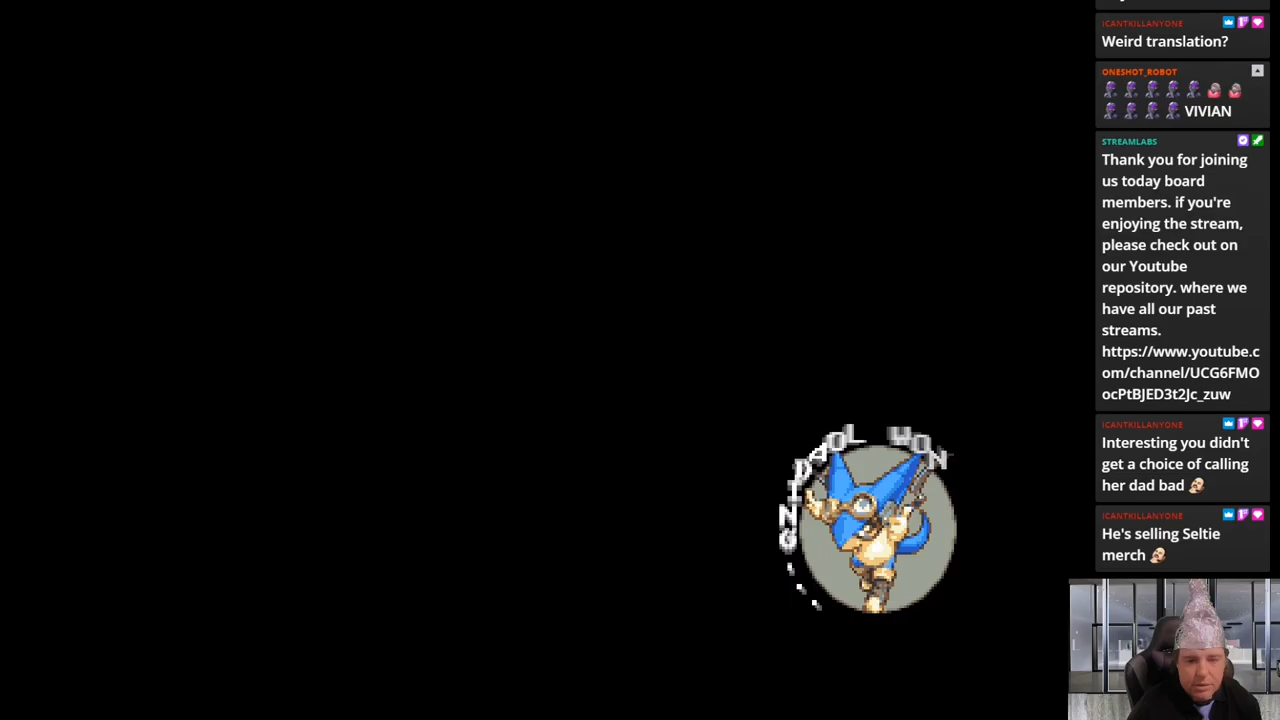 ICANTKILLANYONE
Weird translation?
ONESHOT_ROBOT
VIVIAN
STREAMLABS
Thank you for joining
us today board
members. if you're
enjoying the stream,
please check out on
our Youtube
repository. where we
have all our past
streams.
https://www.youtube.c
om/channel/UCG6FMO
ocPtBJED3t2Jc_zuw
ICANTKILLANYONE
Interesting you didn't
get a choice of calling
her dad bad
ICANTKILLANYONE
He's selling Seltie
merch
NOW LOADING...